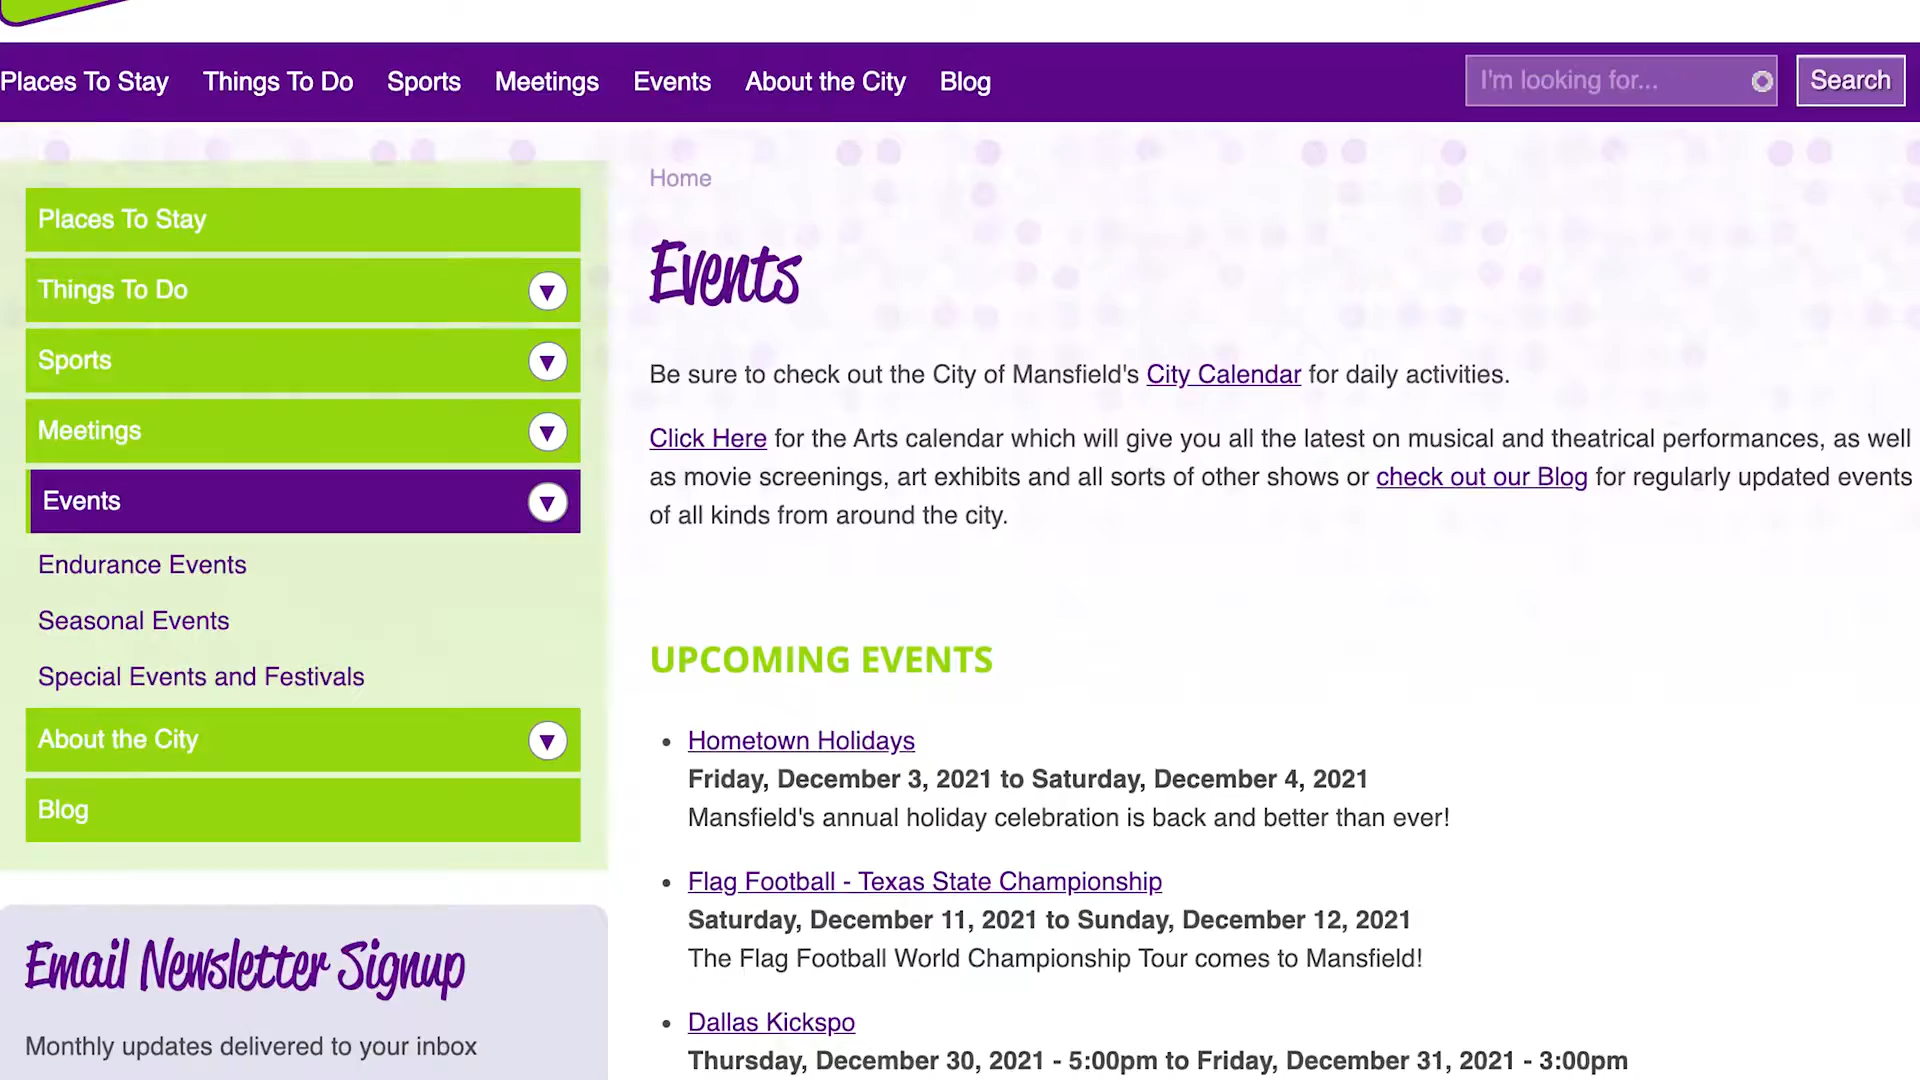 Places To Stay
Things To Do
Sports
Meetings
Events
About the City
Blog
I'm looking for...
Search
Places To Stay
Things To Do
Sports
Meetings
Events
Endurance Events
Seasonal Events
Special Events and Festivals
About the City
Blog
Email Newsletter Signup
Monthly updates delivered to your inbox
Home
Events
Be sure to check out the City of Mansfield's City Calendar for daily activities.
Click Here for the Arts calendar which will give you all the latest on musical and theatrical performances, as well
as movie screenings, art exhibits and all sorts of other shows or check out our Blog for regularly updated events
of all kinds from around the city.
UPCOMING EVENTS
Hometown Holidays
Friday, December 3, 2021 to Saturday, December 4, 2021
Mansfield's annual holiday celebration is back and better than ever!
Flag Football - Texas State Championship
Saturday, December 11, 2021 to Sunday, December 12, 2021
The Flag Football World Championship Tour comes to Mansfield!
Dallas Kickspo
Thursday, December 30, 2021 - 5:00pm to Friday, December 31, 2021 - 3:00pm